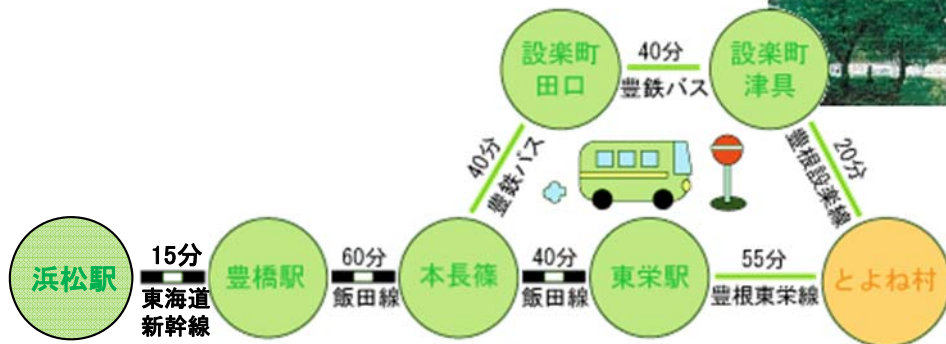 設楽町
田口
40分
豊鉄バス
設楽町
津具
40分
豊鉄バス
20分
豊根設楽線
浜松駅
15分
東海道
新幹線
豊橋駅
60分
飯田線
本長篠
40分
飯田線
東栄駅
55分
豊根東栄線
とよね村